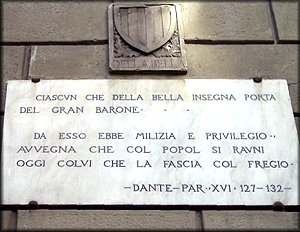 DELLA BELLA
CIASCVN CHE DELLA BELLA INSEGNA PORTA
DEL GRAN BARONE . . .
DA ESSO EBBE MILIZIA E PRIVILEGIO
AVVEGNA CHE COL POPOL SI RAVNI
OGGI COLVI CHE LA FASCIA COL FREGIO.
—DANTE—PAR. XVI. 127-132—